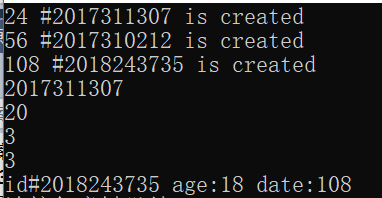 24 #2017311307 is created
56 #2017310212 is created
108 #2018243735 is created
2017311307
20
3
3
id#2018243735 age:18 date:108